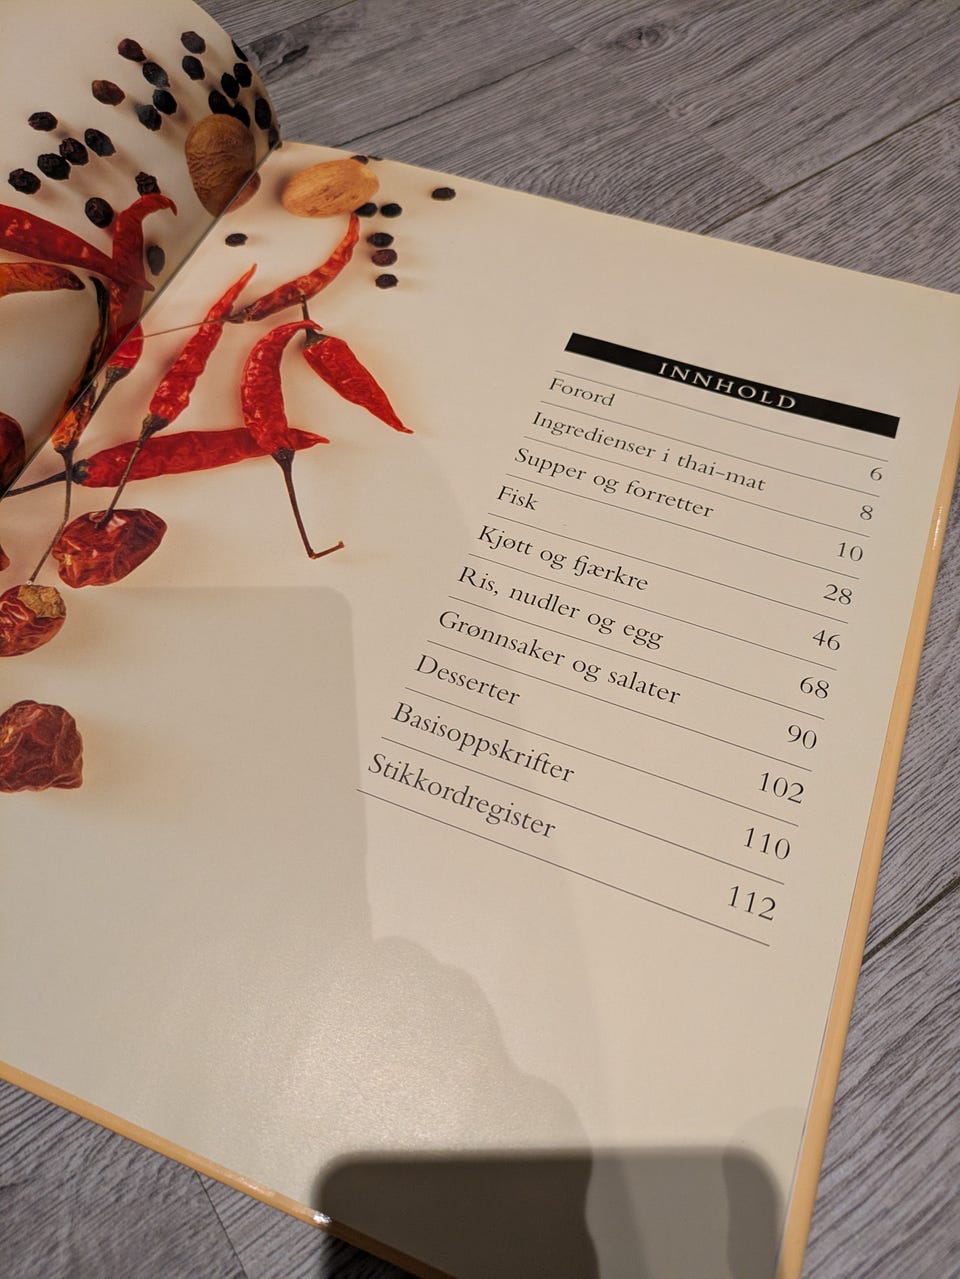 INNHOLD
Forord 6
Ingredienser i thai-mat 8
Supper og forretter 10
Fisk 28
Kjøtt og fjærkre 46
Ris, nudler og egg 68
Grønnsaker og salater 90
Desserter 102
Basisoppskrifter 110
Stikkordregister 112